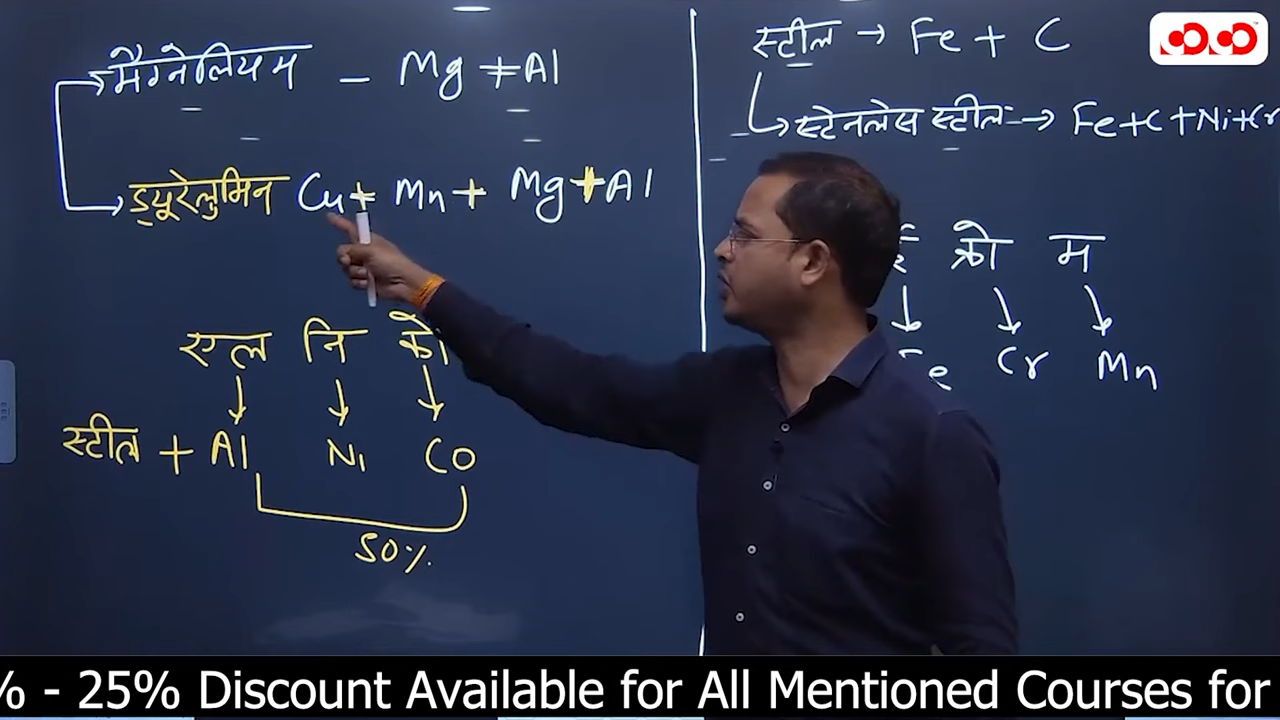 मैग्नेलियम - Mg + Al
ड्यूरेलुमिन Cu + Mn + Mg + Al
एल नि को
स्टील + Al Ni Co
50%
स्टील → Fe + C
स्टेनलेस स्टील → Fe + C + Ni + Cr
क्रो म
Cr Mn
% - 25% Discount Available for All Mentioned Courses for